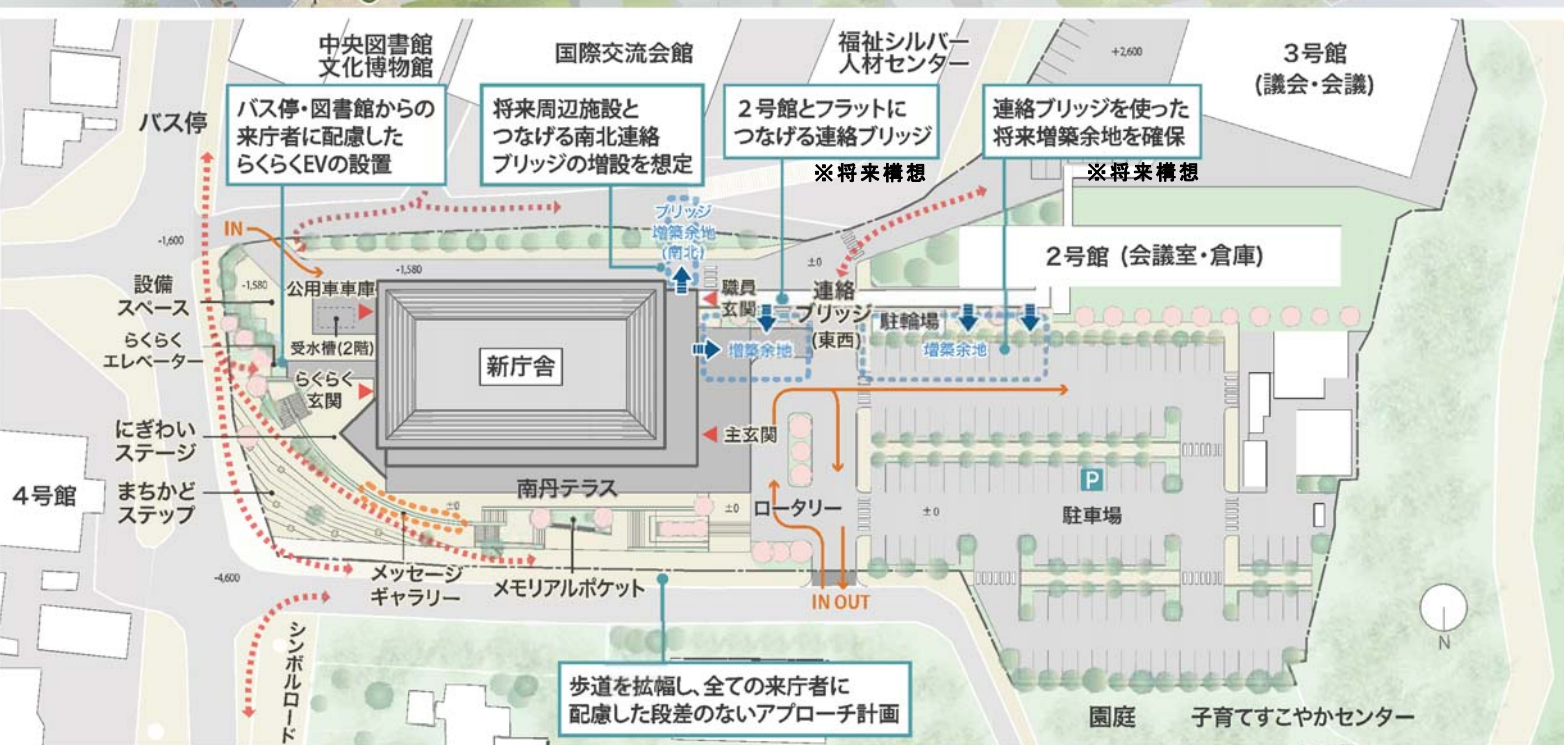 中央図書館
文化博物館
国際交流会館
福祉シルバー
人材センター
+2,600
3号館
(議会・会議)
バス停
バス停・図書館からの
来庁者に配慮した
らくらくEVの設置
将来周辺施設と
つなげる南北連絡
ブリッジの増設を想定
2号館とフラットに
つなげる連絡ブリッジ
※将来構想
連絡ブリッジを使った
将来増築余地を確保
※将来構想
ブリッジ
増築余地
(南北)
IN
-1,600
-1,580
±0
2号館 (会議室・倉庫)
設備
スペース
-1,580
公用車車庫
職員
玄関
連絡
ブリッジ
(東西)
駐輪場
らくらく
エレベーター
受水槽(2階)
増築余地
増築余地
新庁舎
らくらく
玄関
にぎわい
ステージ
主玄関
4号館
まちかど
ステップ
南丹テラス
±0
±0
ロータリー
±0
P
駐車場
-4,600
メッセージ
ギャラリー
メモリアルポケット
IN OUT
N
シンボルロード
歩道を拡幅し、全ての来庁者に
配慮した段差のないアプローチ計画
園庭
子育てすこやかセンター